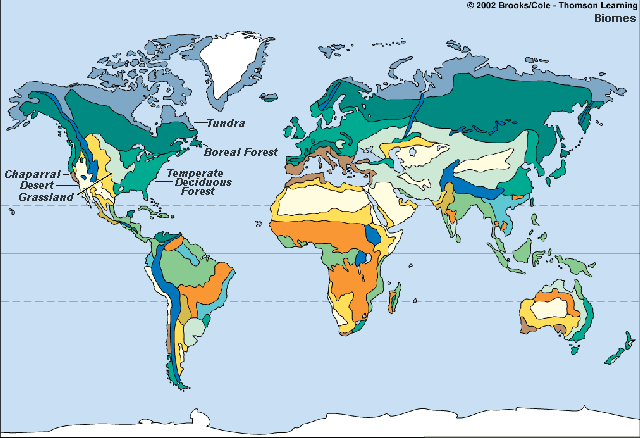 © 2002 Brooks/Cole - Thomson Learning
Biomes
Tundra
Boreal Forest
Chaparral
Desert
Grassland
Temperate
Deciduous
Forest